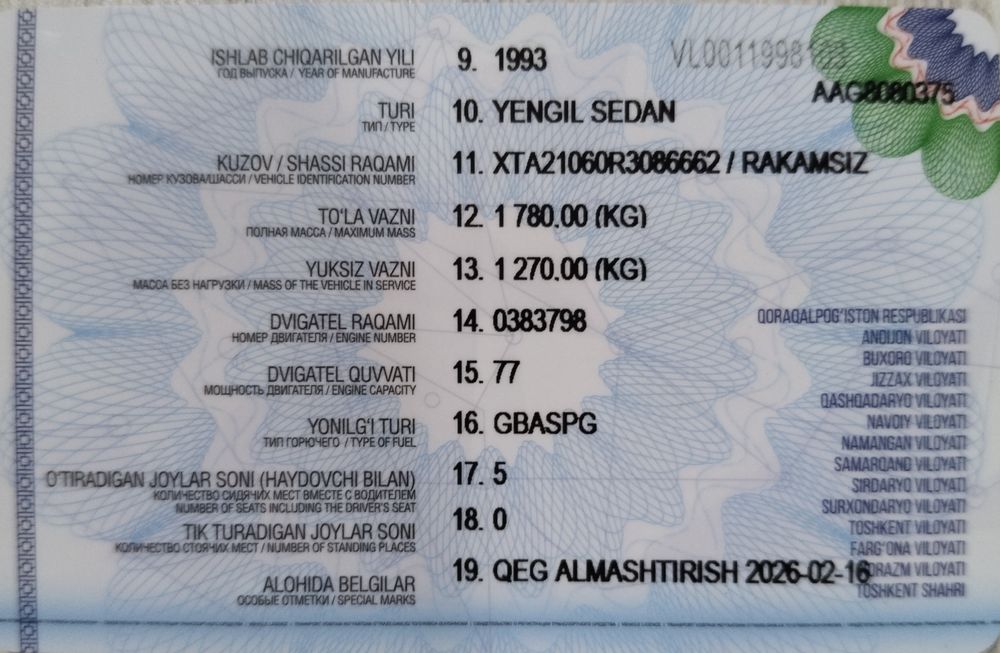 ISHLAB CHIQARILGAN YILI 9. 1993
ГОД ВЫПУСКА / YEAR OF MANUFACTURE
AAG8080375
TURI 10. YENGIL SEDAN
ТИП / TYPE
KUZOV / SHASSI RAQAMI 11. XTA21060R3086662 / RAKAMSIZ
НОМЕР КУЗОВА/ШАССИ / VEHICLE IDENTIFICATION NUMBER
TO'LA VAZNI 12. 1 780.00 (KG)
ПОЛНАЯ МАССА / MAXIMUM MASS
YUKSIZ VAZNI 13. 1 270.00 (KG)
МАССА БЕЗ НАГРУЗКИ / MASS OF THE VEHICLE IN SERVICE
DVIGATEL RAQAMI 14. 0383798
НОМЕР ДВИГАТЕЛЯ / ENGINE NUMBER
DVIGATEL QUVVATI 15. 77
МОЩНОСТЬ ДВИГАТЕЛЯ / ENGINE CAPACITY
YONILG'I TURI 16. GBASPG
ТИП ГОРЮЧЕГО / TYPE OF FUEL
O'TIRADIGAN JOYLAR SONI (HAYDOVCHI BILAN) 17. 5
КОЛИЧЕСТВО СИДЯЧИХ МЕСТ ВМЕСТЕ С ВОДИТЕЛЕМ
NUMBER OF SEATS INCLUDING THE DRIVER'S SEAT
TIK TURADIGAN JOYLAR SONI 18. 0
КОЛИЧЕСТВО СТОЯЧИХ МЕСТ / NUMBER OF STANDING PLACES
ALOHIDA BELGILAR 19. QEG ALMASHTIRISH 2026-02-16
ОСОБЫЕ ОТМЕТКИ / SPECIAL MARKS
QORAQALPOG'ISTON RESPUBLIKASI
ANDIJON VILOYATI
BUXORO VILOYATI
JIZZAX VILOYATI
QASHQADARYO VILOYATI
NAVOIY VILOYATI
NAMANGAN VILOYATI
SAMARQAND VILOYATI
SIRDARYO VILOYATI
SURXONDARYO VILOYATI
TOSHKENT VILOYATI
FARG'ONA VILOYATI
XORAZM VILOYATI
TOSHKENT SHAHRI